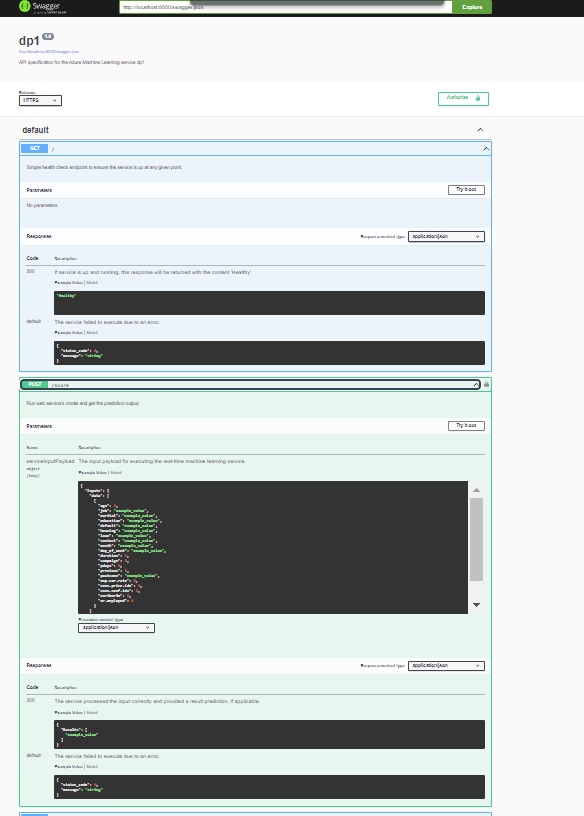 Swagger
http://localhost:8000/swagger.json
Explore
dp1 1.0
http://localhost:8000/swagger.json
API specification for the Azure Machine Learning service dp1
Schemes
HTTPS
Authorize
default
GET /
Simple health check endpoint to ensure the service is up at any given point.
Parameters
Try it out
No parameters
Responses
Response content type application/json
Code Description
200 If service is up and running, this response will be returned with the content 'Healthy'
Example Value | Model
"Healthy"
default The service failed to execute due to an error.
Example Value | Model
{
"status_code": 0,
"message": "string"
}
POST /score
Run web service's model and get the prediction output
Parameters
Try it out
Name Description
serviceInputPayload The input payload for executing the real-time machine learning service.
object
(body)
Example Value | Model
{
"Inputs": {
"data": [
{
"age": 0,
"job": "example_value",
"marital": "example_value",
"education": "example_value",
"default": "example_value",
"housing": "example_value",
"loan": "example_value",
"contact": "example_value",
"month": "example_value",
"day_of_week": "example_value",
"duration": 0,
"campaign": 0,
"pdays": 0,
"previous": 0,
"poutcome": "example_value",
"emp.var.rate": 0,
"cons.price.idx": 0,
"cons.conf.idx": 0,
"euribor3m": 0,
"nr.employed": 0
}
]
Parameter content type
application/json
Responses
Response content type application/json
Code Description
200 The service processed the input correctly and provided a result prediction, if applicable.
Example Value | Model
{
"Results": [
"example_value"
]
}
default The service failed to execute due to an error.
Example Value | Model
{
"status_code": 0,
"message": "string"
}